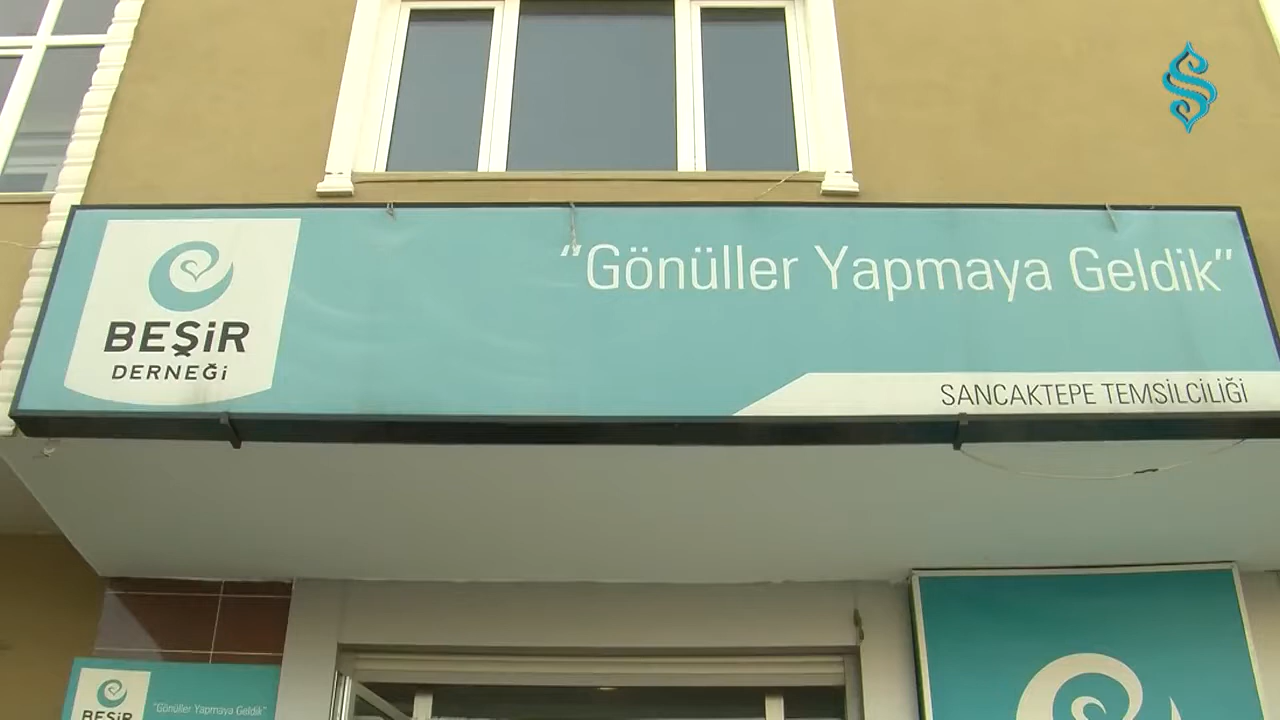 "Gönüller Yapmaya Geldik"
BEŞİR
DERNEĞİ
SANCAKTEPE TEMSİLCİLİĞİ
BEŞİR
"Gönüller Yapmaya Geldik"